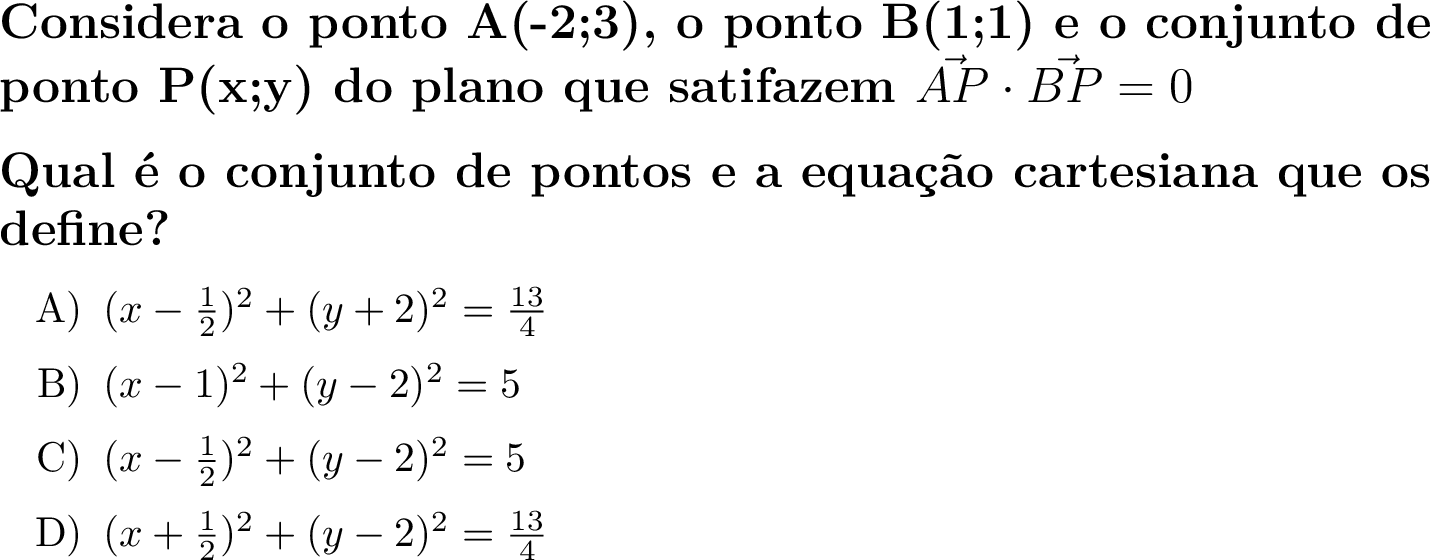 Considera o ponto A(-2;3), o ponto B(1;1) e o conjunto de
ponto P(x;y) do plano que satifazem $\vec{AP} \cdot \vec{BP} = 0$
Qual é o conjunto de pontos e a equação cartesiana que os
define?
A) $(x - \frac{1}{2})^2 + (y + 2)^2 = \frac{13}{4}$
B) $(x - 1)^2 + (y - 2)^2 = 5$
C) $(x - \frac{1}{2})^2 + (y - 2)^2 = 5$
D) $(x + \frac{1}{2})^2 + (y - 2)^2 = \frac{13}{4}$